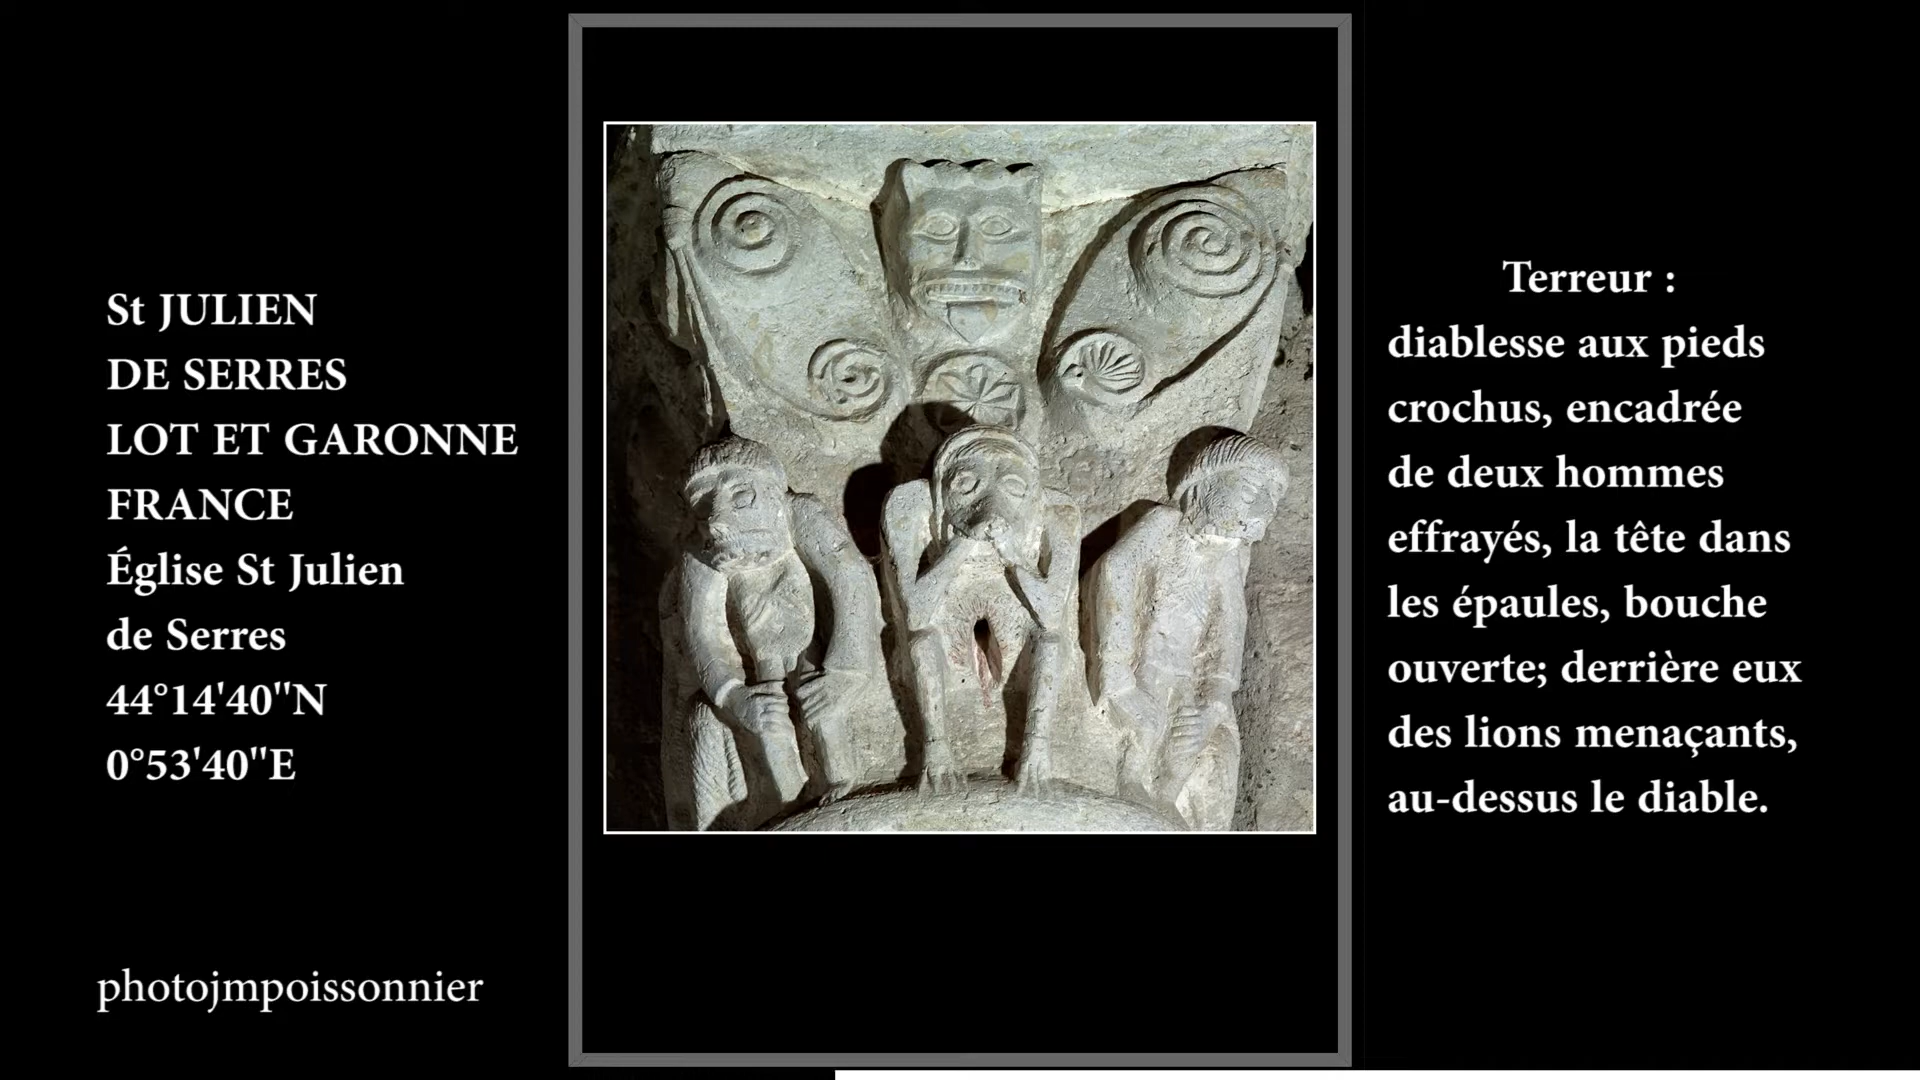 St JULIEN
DE SERRES
LOT ET GARONNE
FRANCE
Église St Julien
de Serres
44°14'40"N
0°53'40"E
photojmpoissonnier
Terreur :
diablesse aux pieds
crochus, encadrée
de deux hommes
effrayés, la tête dans
les épaules, bouche
ouverte; derrière eux
des lions menaçants,
au-dessus le diable.